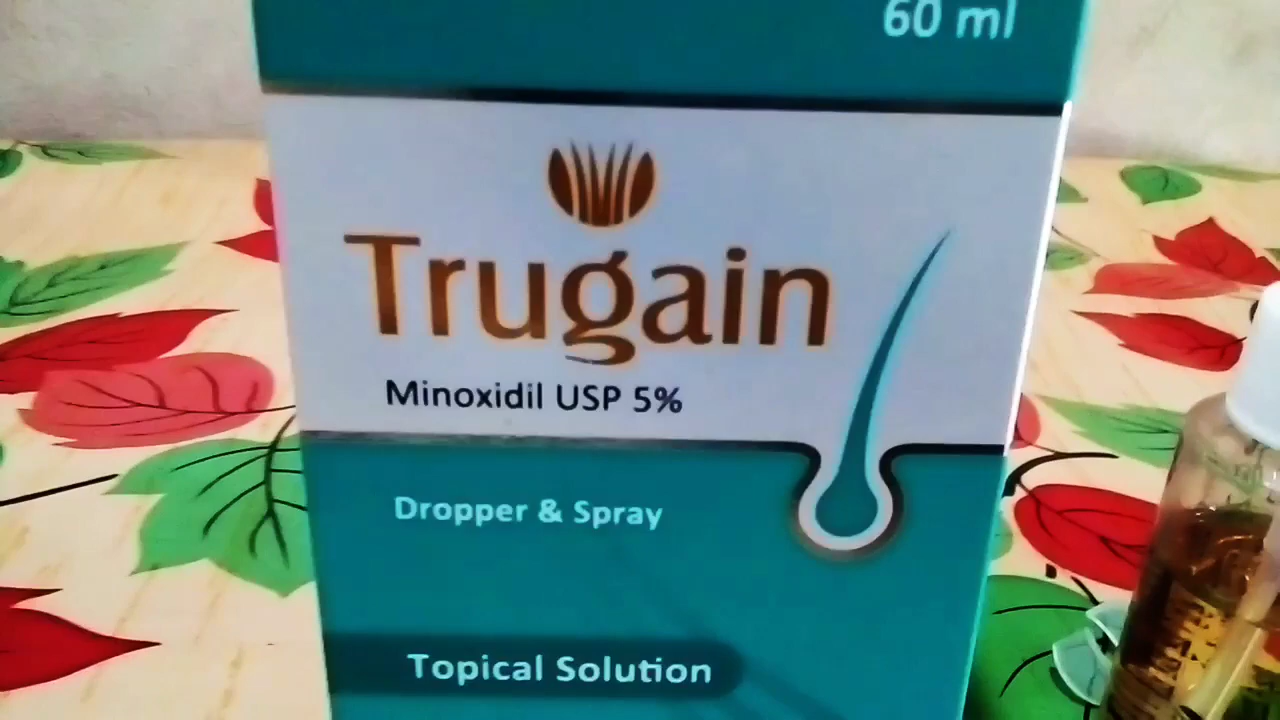 60 ml
Trugain
Minoxidil USP 5%
Dropper & Spray
Topical Solution